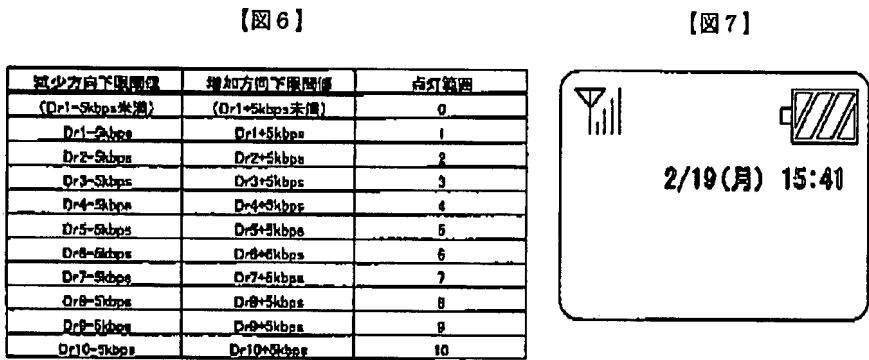 【図6】
減少方向下限閾値 増加方向下限閾値 点灯範囲
(Dr1-5kbps未満) (Dr1+5kbps未満) 0
Dr1-5kbps Dr1+5kbps 1
Dr2-5kbps Dr2+5kbps 2
Dr3-5kbps Dr3+5kbps 3
Dr4-5kbps Dr4+5kbps 4
Dr5-5kbps Dr5+5kbps 5
Dr6-5kbps Dr6+5kbps 6
Dr7-5kbps Dr7+5kbps 7
Dr8-5kbps Dr8+5kbps 8
Dr9-5kbps Dr9+5kbps 9
Dr10-5kbps Dr10+5kbps 10
【図7】
2/19(月) 15:41